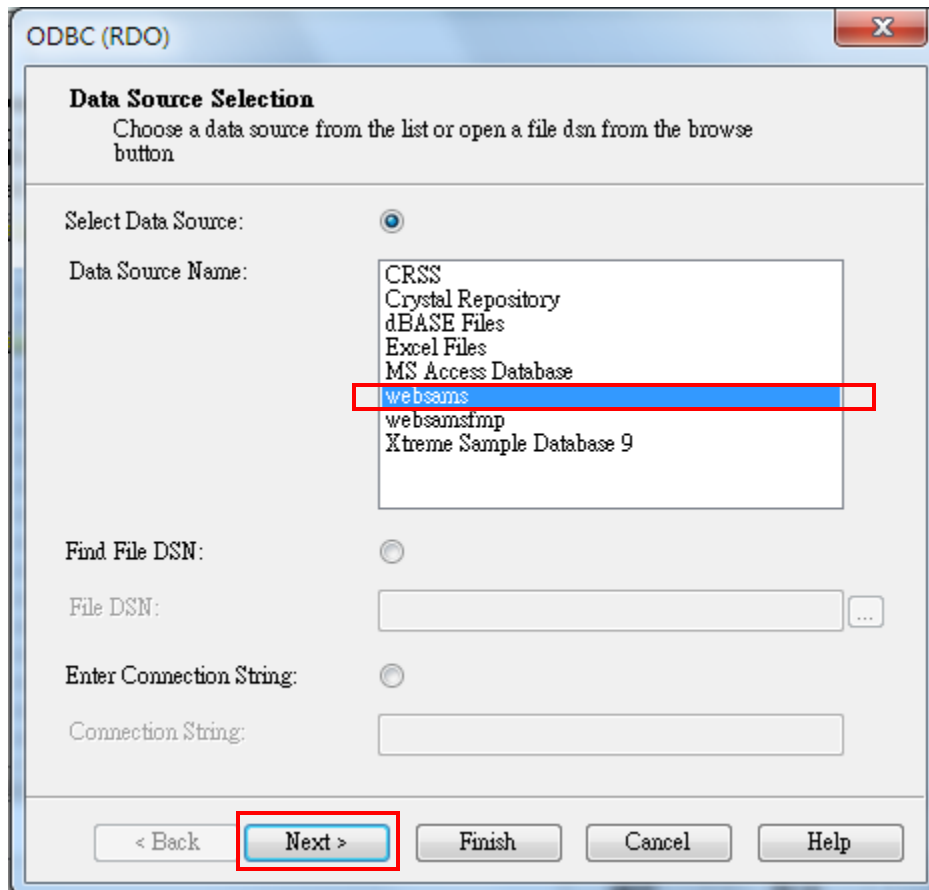 ODBC (RDO)
Data Source Selection
Choose a data source from the list or open a file dsn from the browse
button
Select Data Source:
Data Source Name:
CRSS
Crystal Repository
dBASE Files
Excel Files
MS Access Database
websams
websamsfmp
Xtreme Sample Database 9
Find File DSN:
File DSN:
...
Enter Connection String:
Connection String:
< Back
Next >
Finish
Cancel
Help